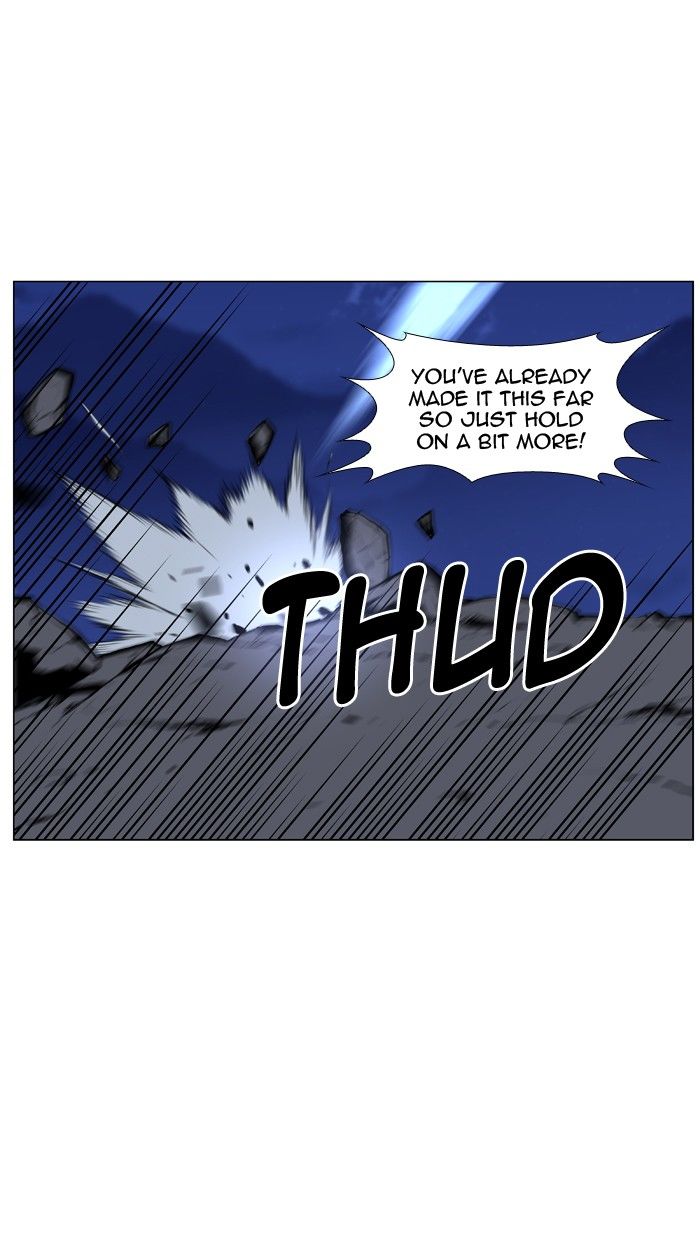 YOU'VE ALREADY
MADE IT THIS FAR
SO JUST HOLD
ON A BIT MORE!
THUD